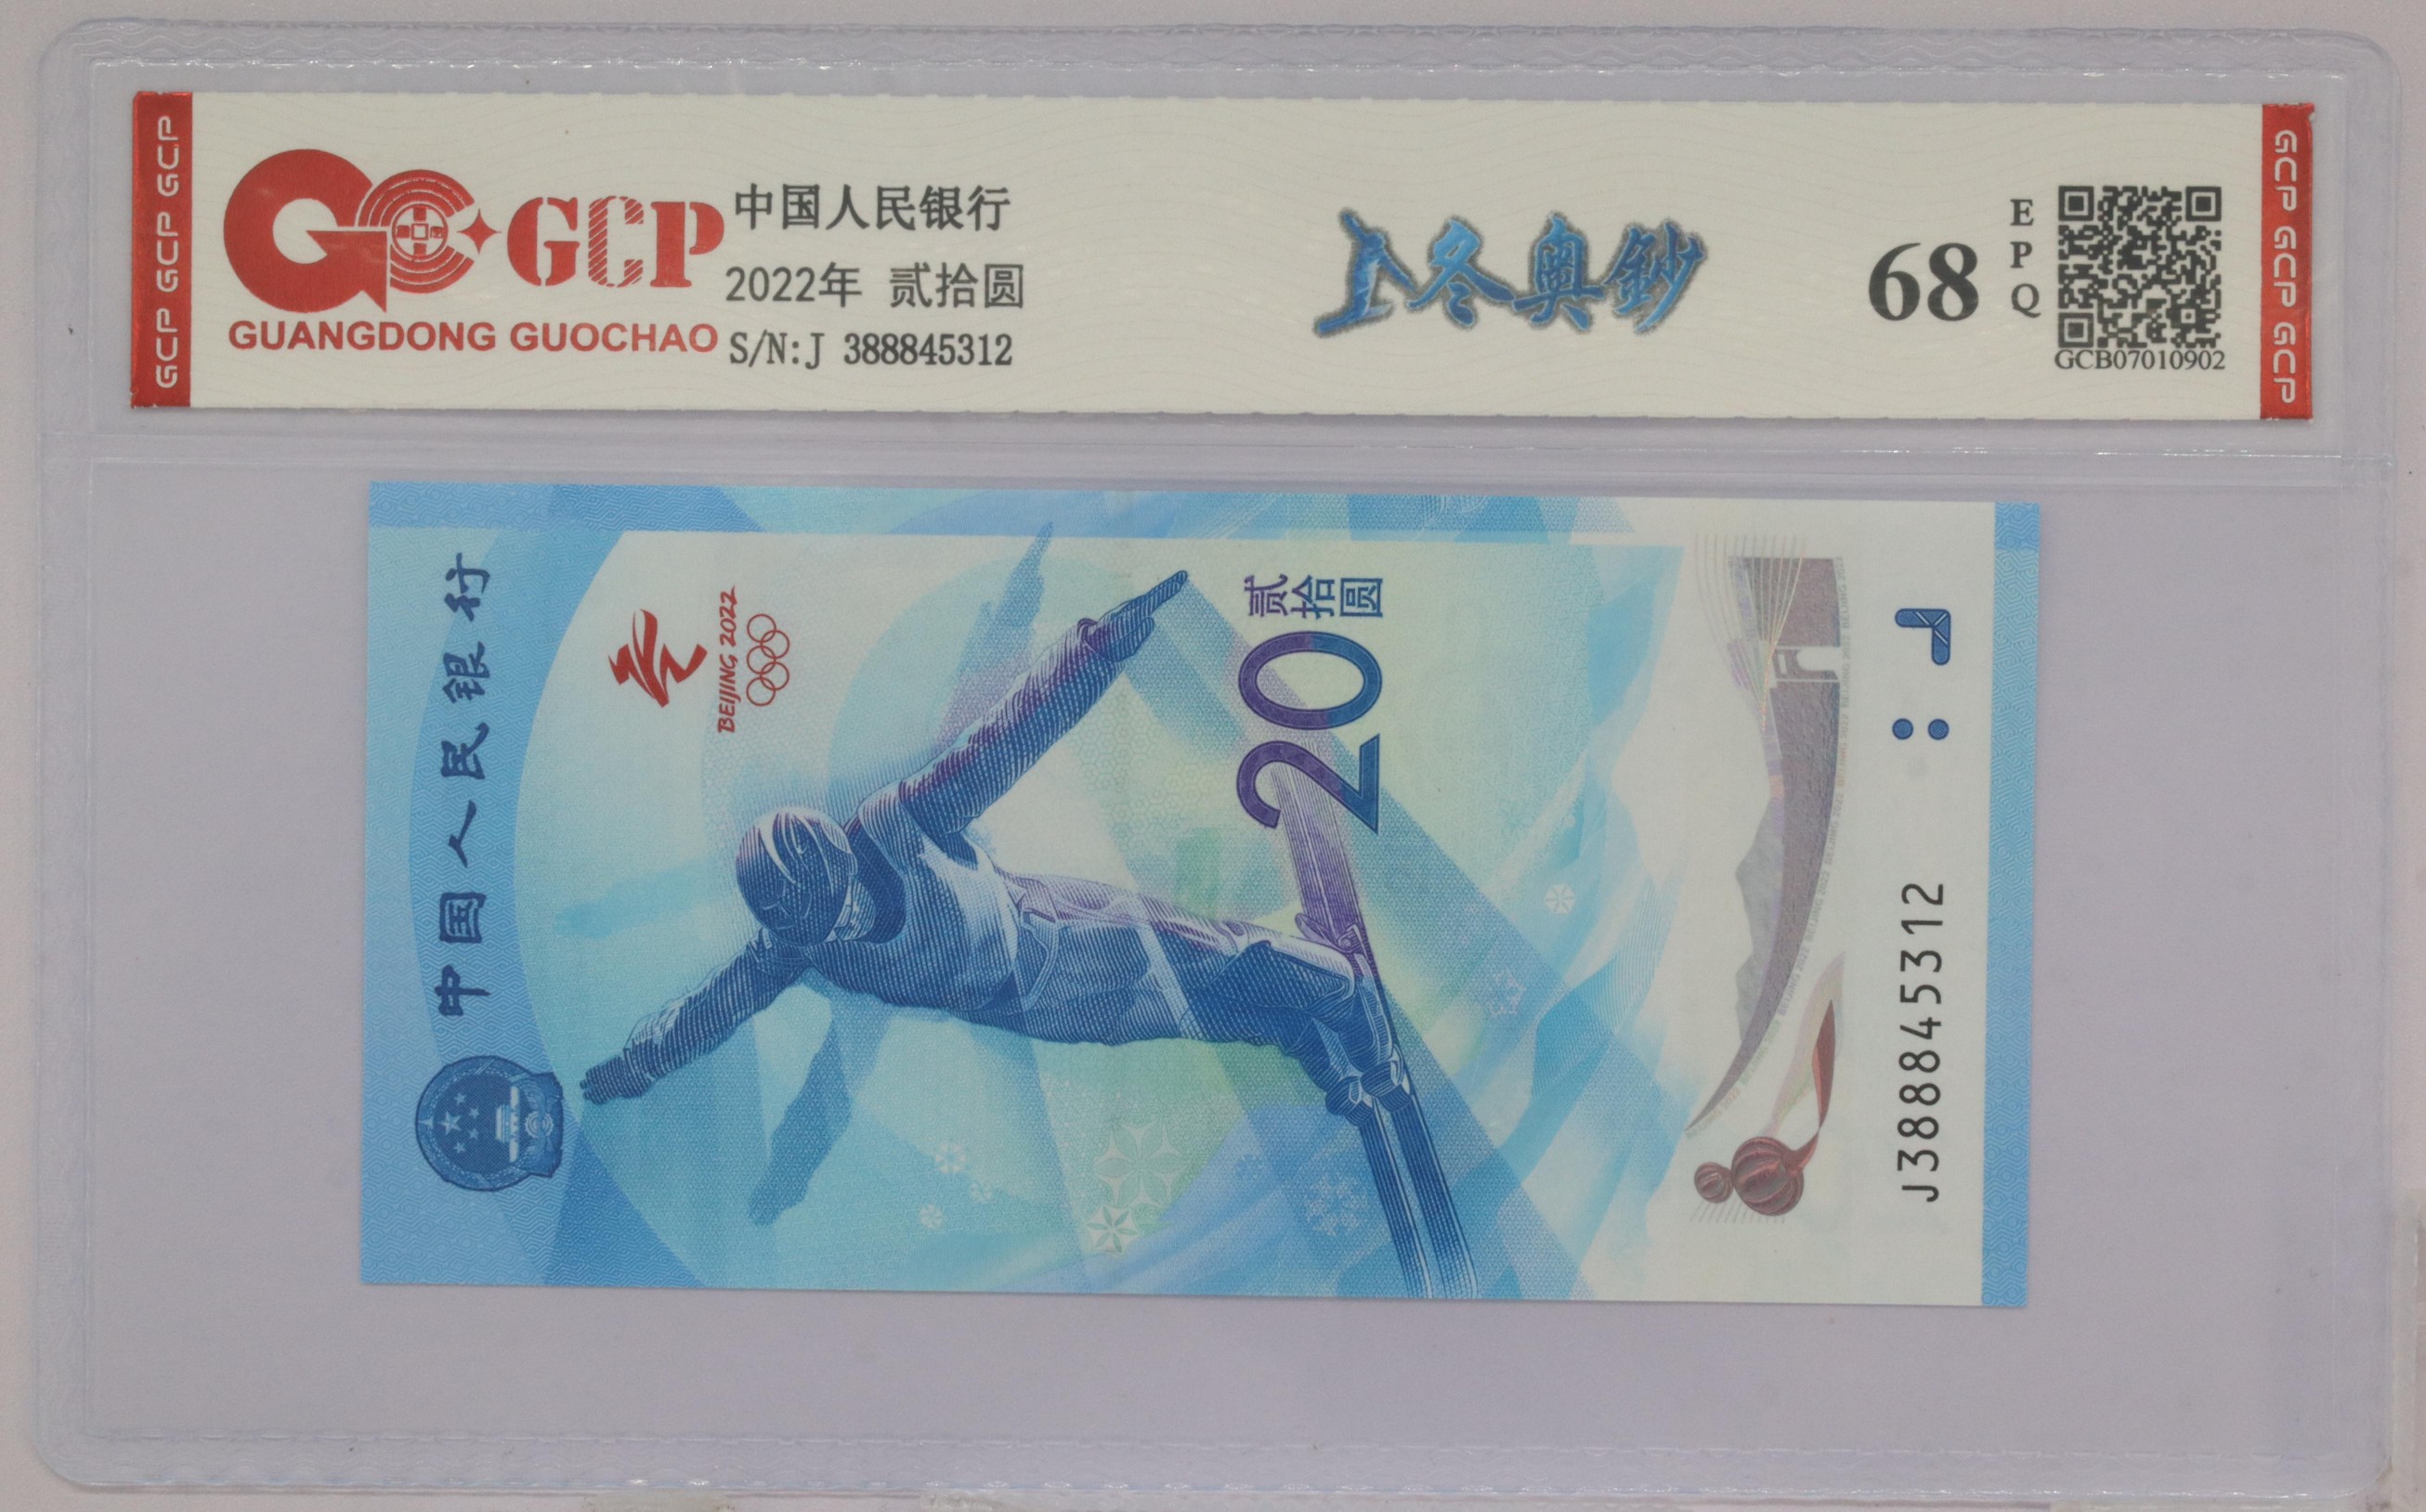 GCP GCP GCP
GCP
GUANGDONG GUOCHAO
中国人民银行
2022年 贰拾圆
S/N:J 388845312
冬奥鈔
68
EPQ
GCB07010902
GCP GCP GCP
中国人民银行
BEIJING 2022
贰拾圆
20
J388845312